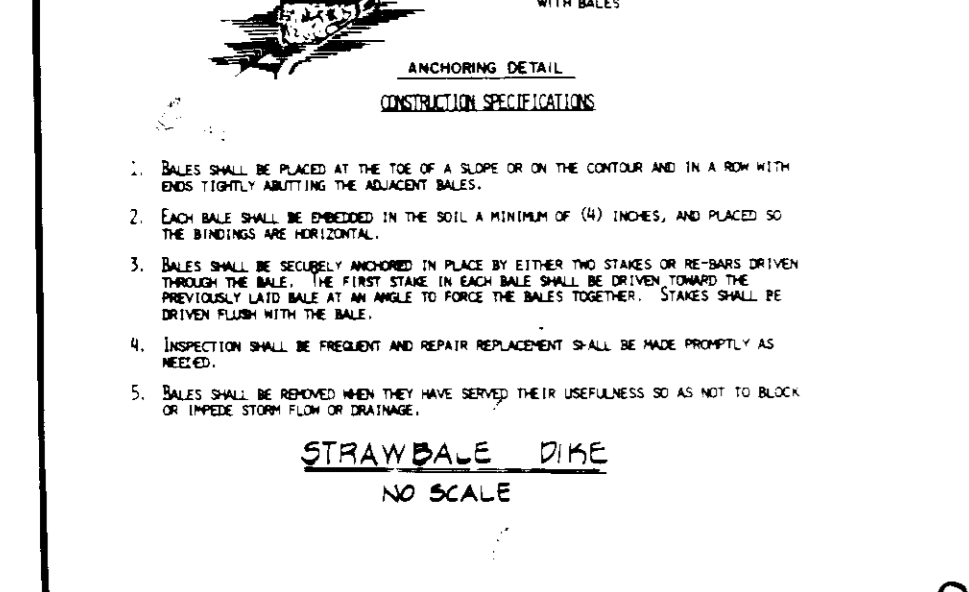 WITH BALES
ANCHORING DETAIL
CONSTRUCTION SPECIFICATIONS
1. BALES SHALL BE PLACED AT THE TOE OF A SLOPE OR ON THE CONTOUR AND IN A ROW WITH
ENDS TIGHTLY ABUTTING THE ADJACENT BALES.
2. EACH BALE SHALL BE EMBEDDED IN THE SOIL A MINIMUM OF (4) INCHES, AND PLACED SO
THE BINDINGS ARE HORIZONTAL.
3. BALES SHALL BE SECURELY ANCHORED IN PLACE BY EITHER TWO STAKES OR RE-BARS DRIVEN
THROUGH THE BALE. THE FIRST STAKE IN EACH BALE SHALL BE DRIVEN TOWARD THE
PREVIOUSLY LAID BALE AT AN ANGLE TO FORCE THE BALES TOGETHER. STAKES SHALL BE
DRIVEN FLUSH WITH THE BALE.
4. INSPECTION SHALL BE FREQUENT AND REPAIR REPLACEMENT SHALL BE MADE PROMPTLY AS
NEEDED.
5. BALES SHALL BE REMOVED WHEN THEY HAVE SERVED THEIR USEFULNESS SO AS NOT TO BLOCK
OR IMPEDE STORM FLOW OR DRAINAGE.
STRAWBALE DIKE
NO SCALE